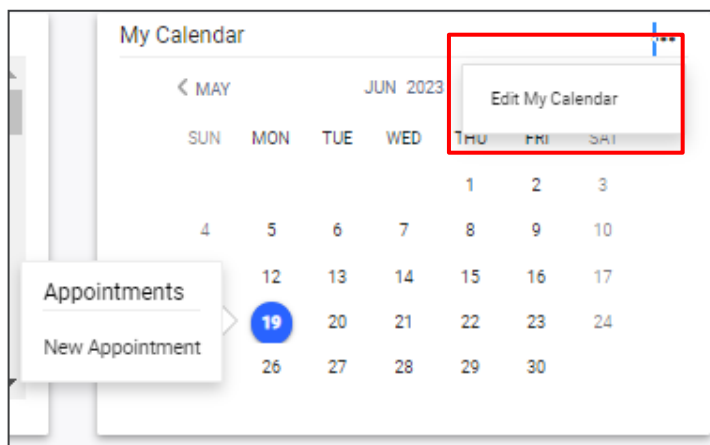 My Calendar
MAY JUN 2023
Edit My Calendar
SUN MON TUE WED THU FRI SAT
1 2 3
4 5 6 7 8 9 10
12 13 14 15 16 17
Appointments
19 20 21 22 23 24
New Appointment
26 27 28 29 30